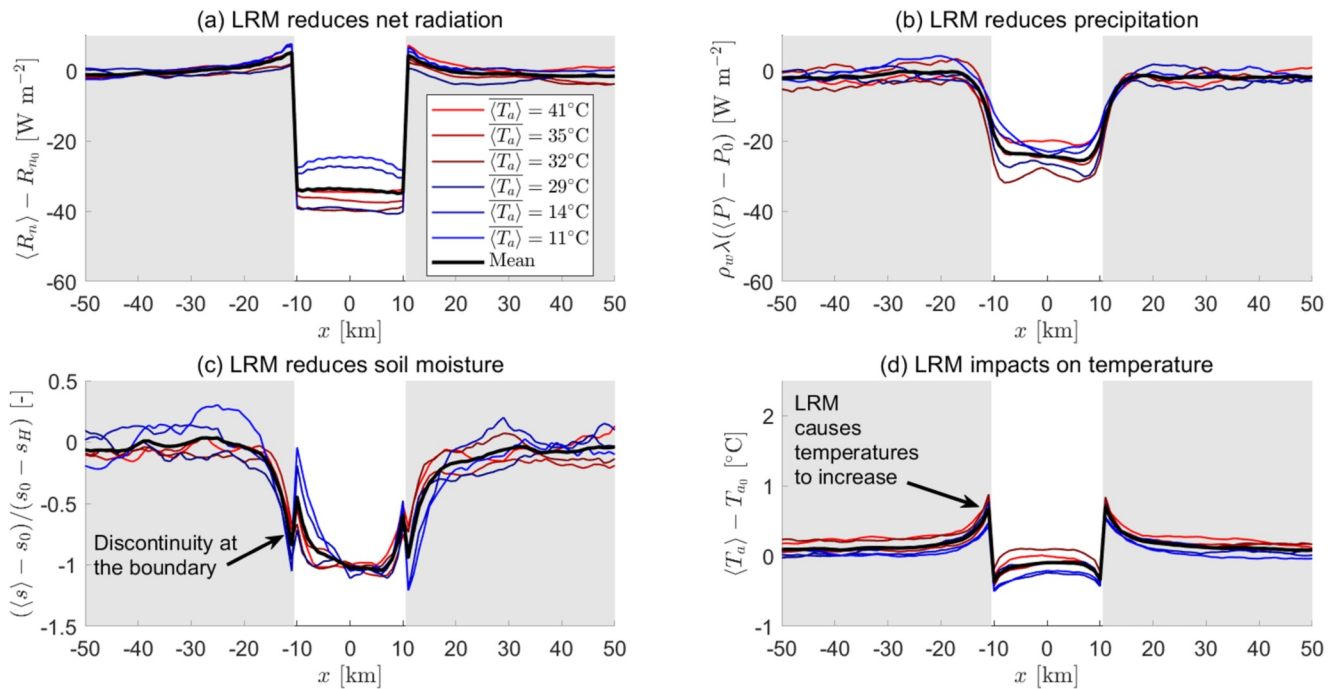 (a) LRM reduces net radiation
⟨Rₙ⟩ − Rₙ₀ [W m⁻²]
0
-20
-40
-60
⟨Tₐ⟩ = 41°C
⟨Tₐ⟩ = 35°C
⟨Tₐ⟩ = 32°C
⟨Tₐ⟩ = 29°C
⟨Tₐ⟩ = 14°C
⟨Tₐ⟩ = 11°C
Mean
-50 -40 -30 -20 -10 0 10 20 30 40 50
x [km]
(b) LRM reduces precipitation
ρ_wλ(⟨P⟩ − P₀) [W m⁻²]
0
-20
-40
-60
-50 -40 -30 -20 -10 0 10 20 30 40 50
x [km]
(c) LRM reduces soil moisture
(⟨s⟩ − s₀)/(s₀ − s_H) [-]
0.5
0
-0.5
-1
-1.5
Discontinuity at
the boundary
-50 -40 -30 -20 -10 0 10 20 30 40 50
x [km]
(d) LRM impacts on temperature
⟨Tₐ⟩ − Tₐ₀ [°C]
2
1
0
-1
LRM
causes
temperatures
to increase
-50 -40 -30 -20 -10 0 10 20 30 40 50
x [km]